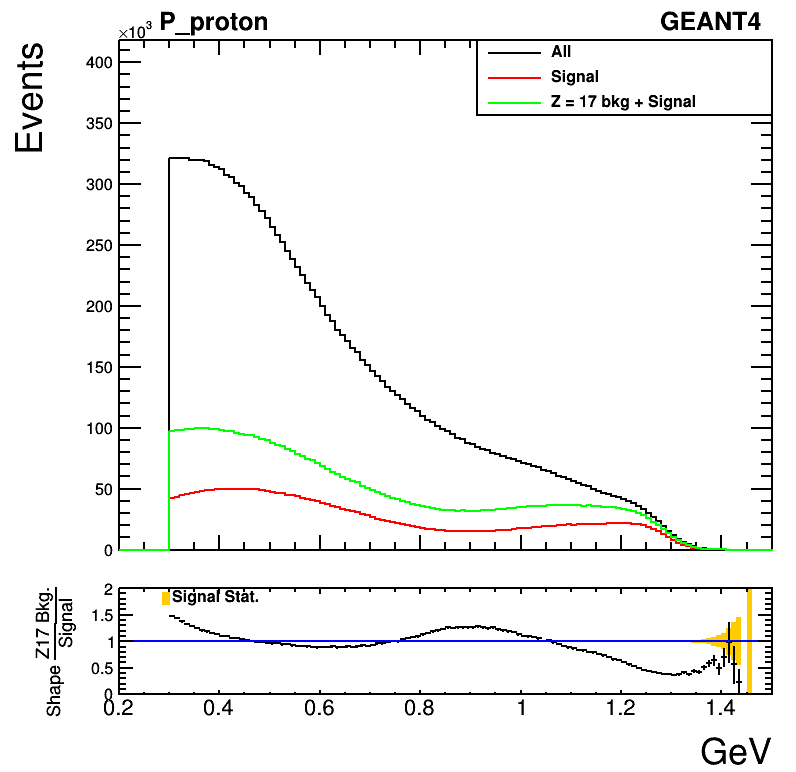 ×10³ P_proton GEANT4
Events
All
Signal
Z = 17 bkg + Signal
400
350
300
250
200
150
100
50
0
Shape Z17 Bkg.
Signal
Signal Stat.
2
1.5
1
0.5
0
0.2 0.4 0.6 0.8 1 1.2 1.4
GeV